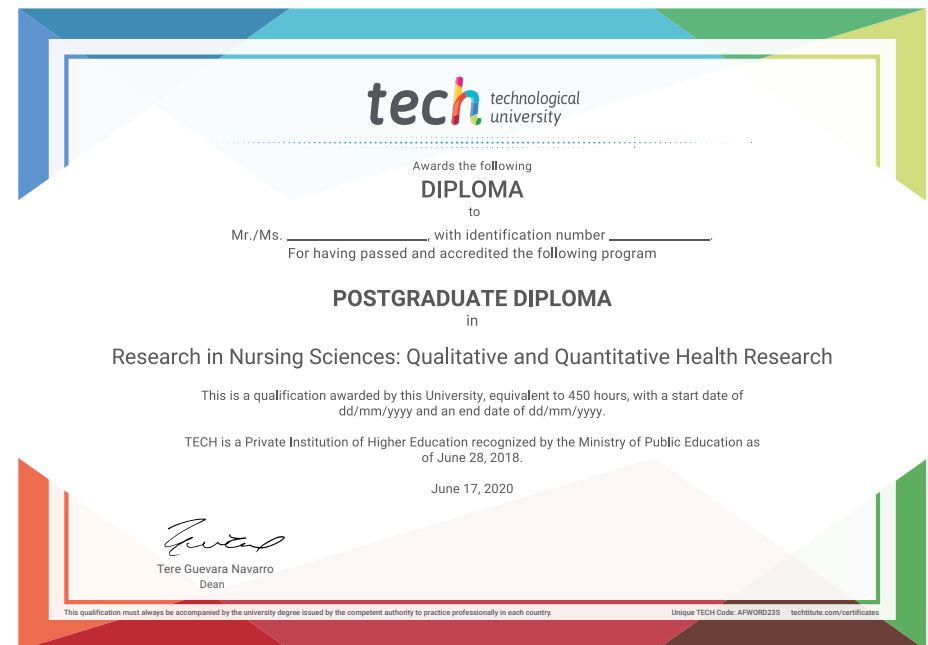 tech technological
university
Awards the following
DIPLOMA
to
Mr./Ms. ____________________, with identification number ______________.
For having passed and accredited the following program
POSTGRADUATE DIPLOMA
in
Research in Nursing Sciences: Qualitative and Quantitative Health Research
This is a qualification awarded by this University, equivalent to 450 hours, with a start date of
dd/mm/yyyy and an end date of dd/mm/yyyy.
TECH is a Private Institution of Higher Education recognized by the Ministry of Public Education as
of June 28, 2018.
June 17, 2020
Tere Guevara Navarro
Dean
This qualification must always be accompanied by the university degree issued by the competent authority to practice professionally in each country.
Unique TECH Code: AFWORD23S techtitute.com/certificates